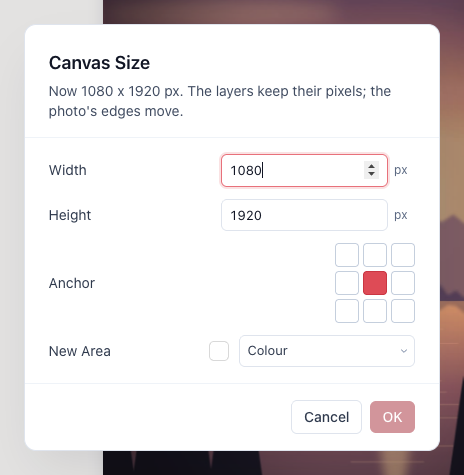 Canvas Size
Now 1080 x 1920 px. The layers keep their pixels; the
photo's edges move.
Width 1080 px
Height 1920 px
Anchor
New Area Colour
Cancel OK